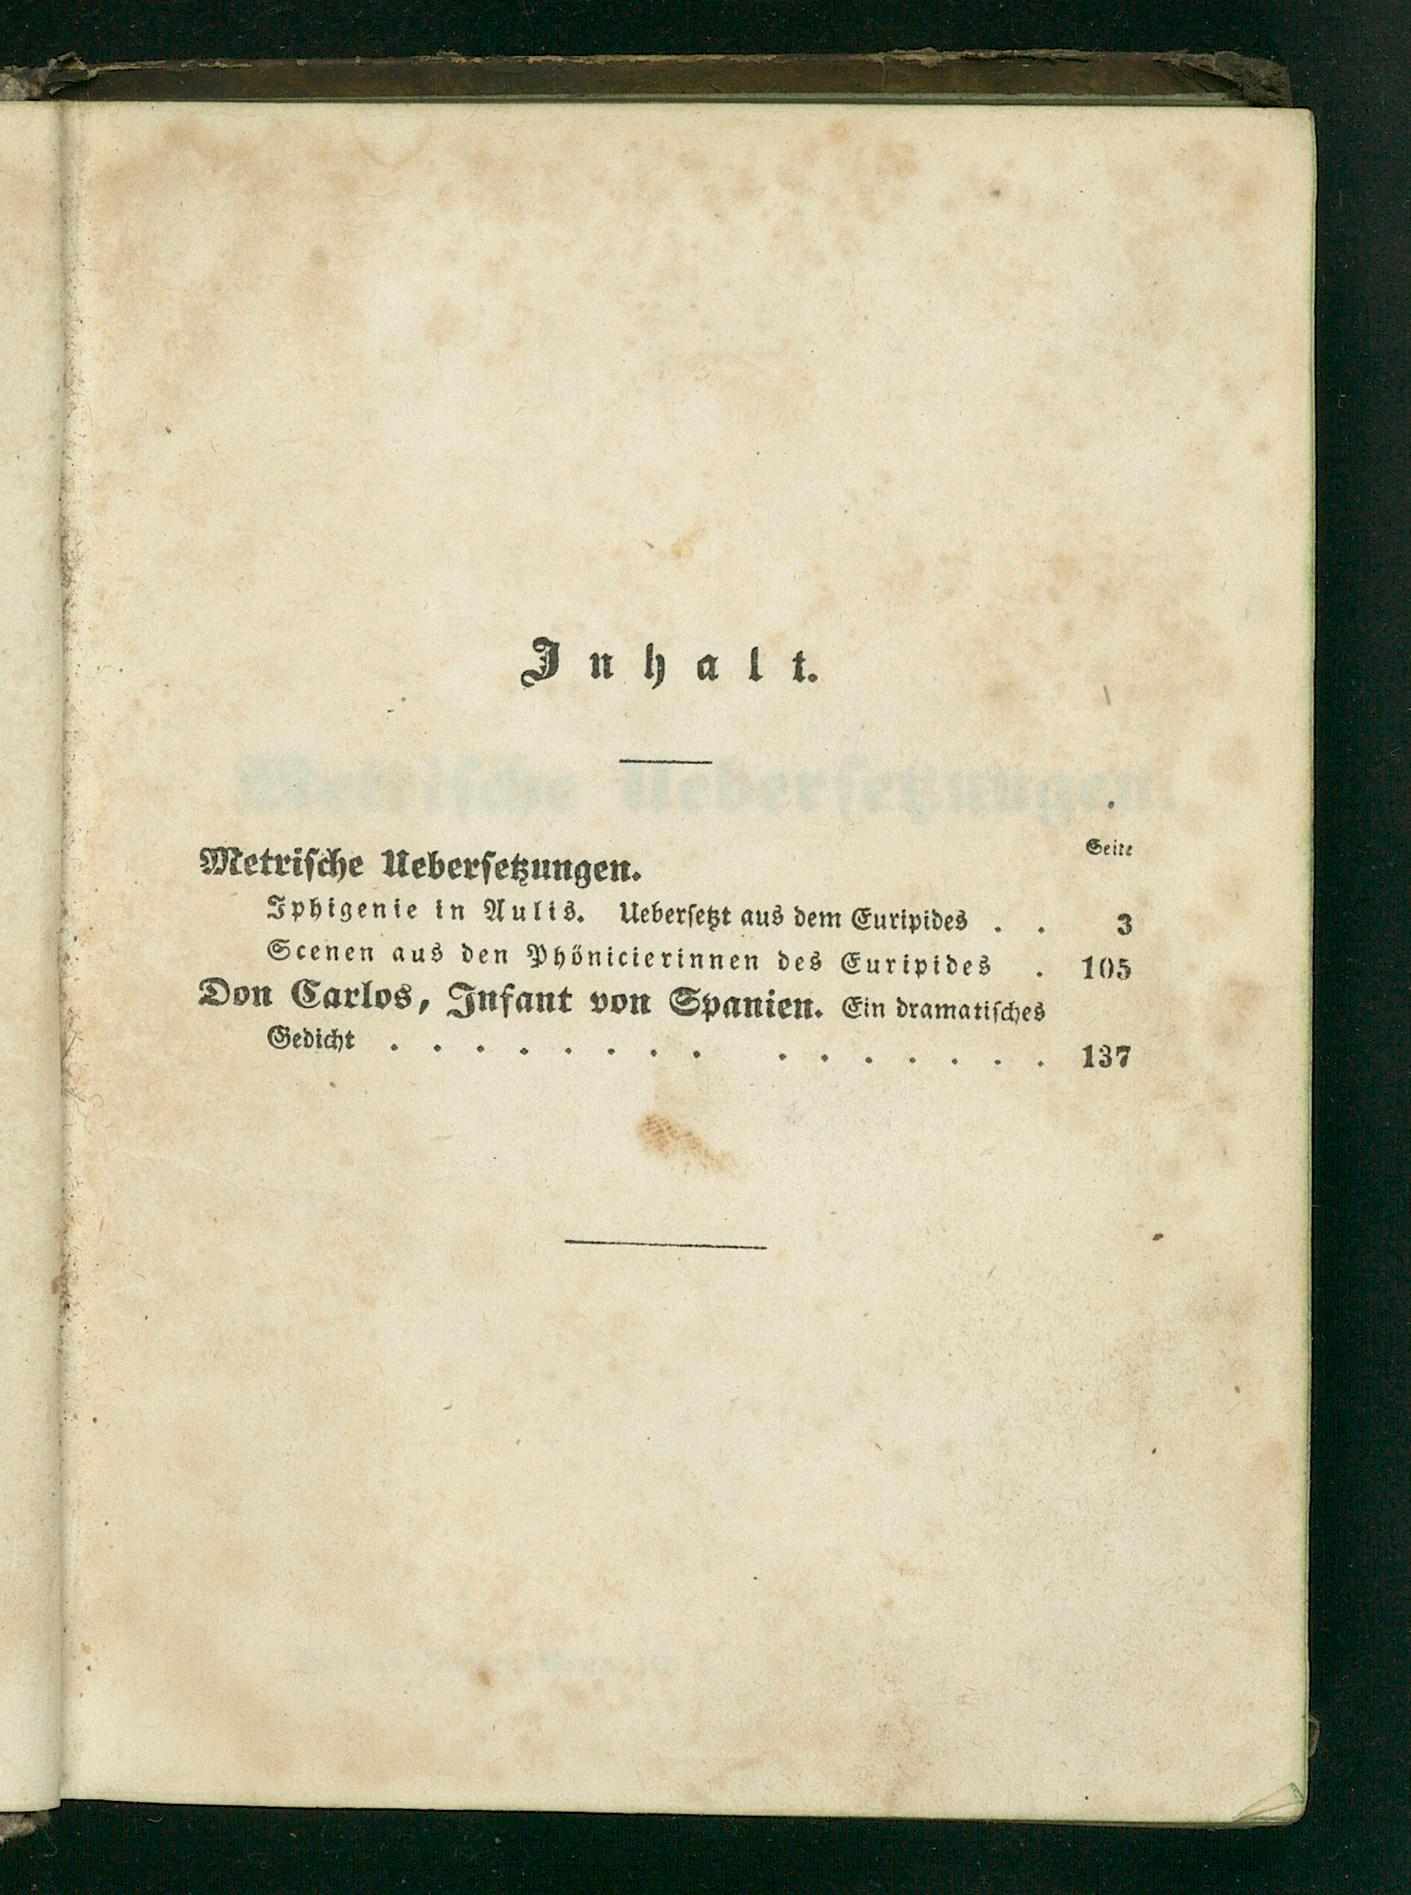 Inhalt.
Seite
Metrische Uebersetzungen.
Iphigenie in Aulis. Uebersetzt aus dem Euripides . . 3
Scenen aus den Phönicierinnen des Euripides . 105
Don Carlos, Infant von Spanien. Ein dramatisches
Gedicht . . . . . . . . . . . . . . . 137